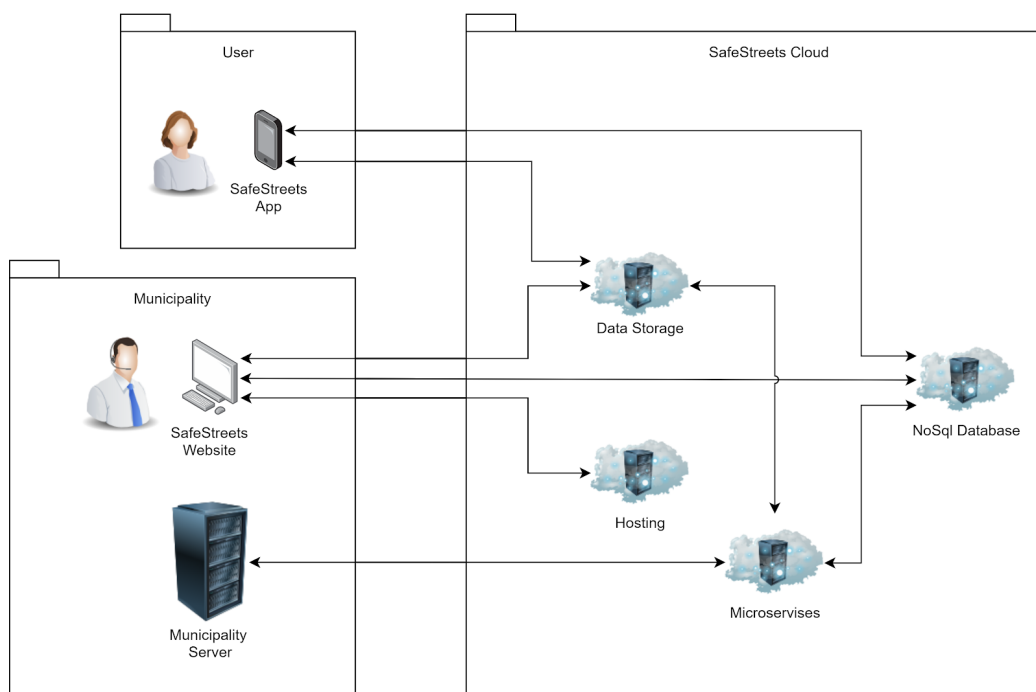 User
SafeStreets Cloud
SafeStreets
App
Municipality
Data Storage
SafeStreets
Website
NoSql Database
Hosting
Microservises
Municipality
Server